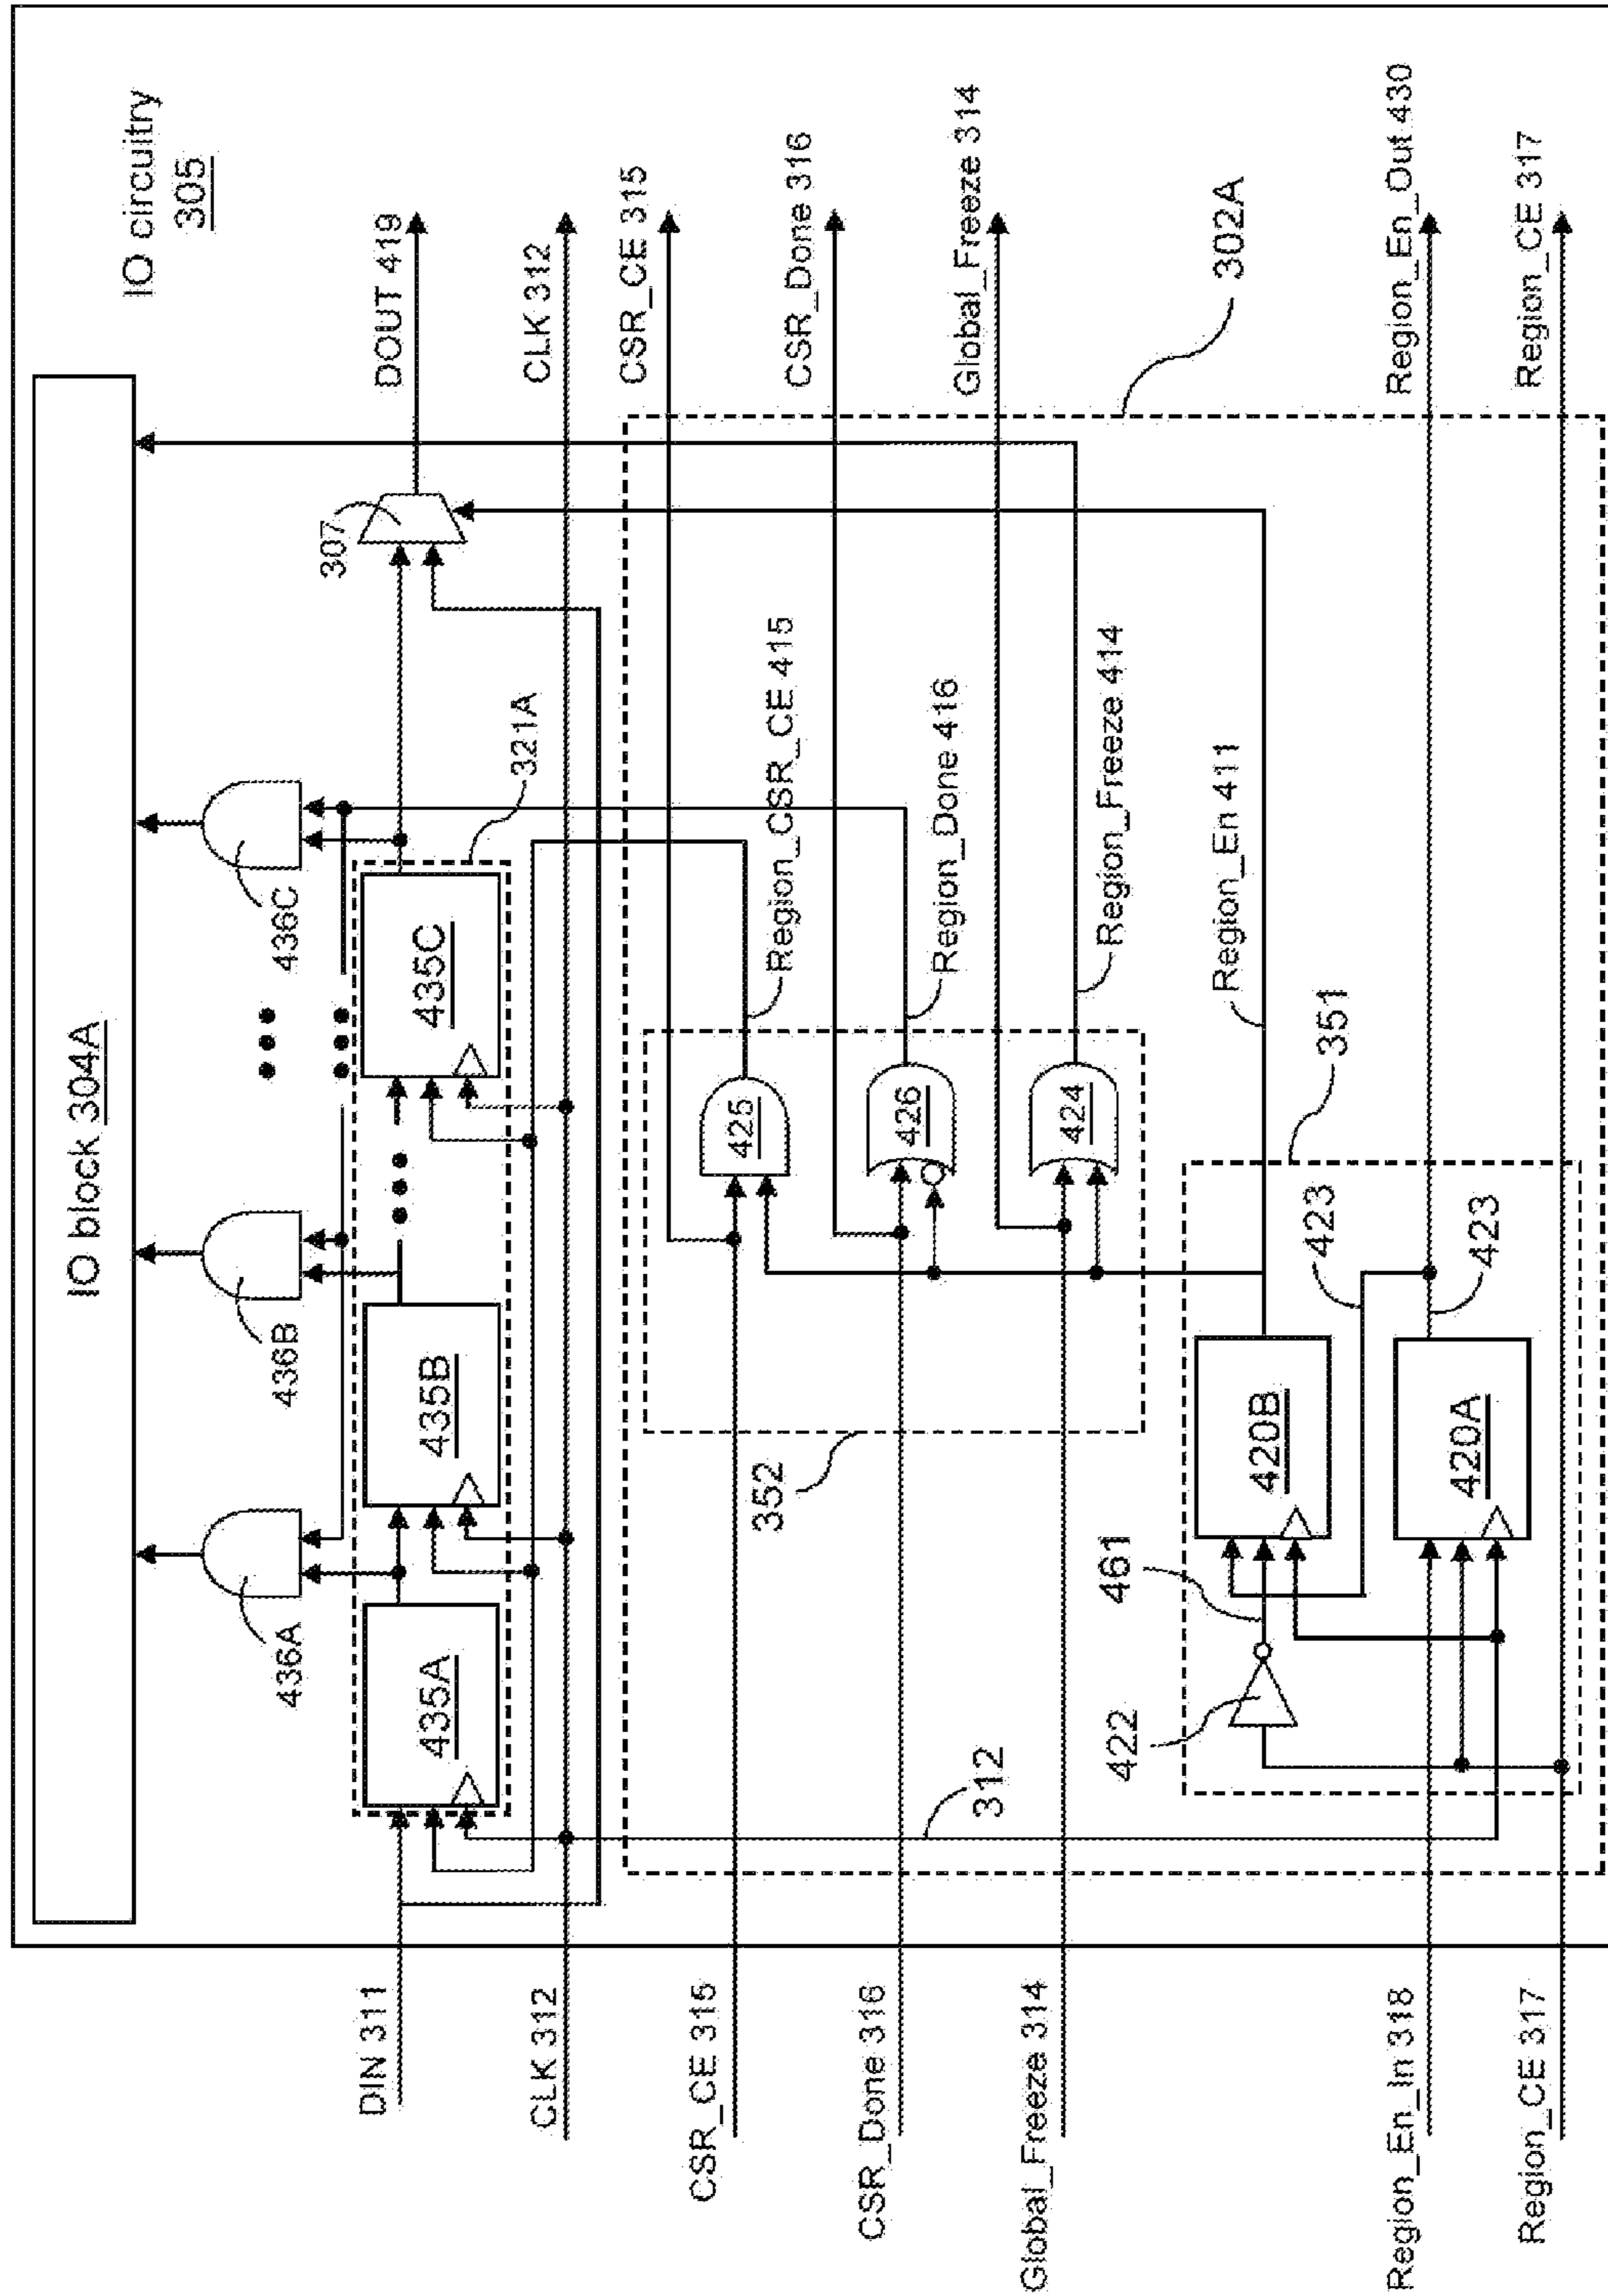 IO circuitry
305
IO block 304A
436A
436B
436C
307
DOUT 419
DIN 311
435A
435B
435C
321A
CLK 312
CLK 312
CSR_CE 315
CSR_CE 315
425
Region_CSR_CE 415
CSR_Done 316
CSR_Done 316
426
Region_Done 416
Global_Freeze 314
Global_Freeze 314
424
Region_Freeze 414
352
302A
312
Region_En 411
351
422
461
420B
423
420A
423
Region_En_In 318
Region_En_Out 430
Region_CE 317
Region_CE 317